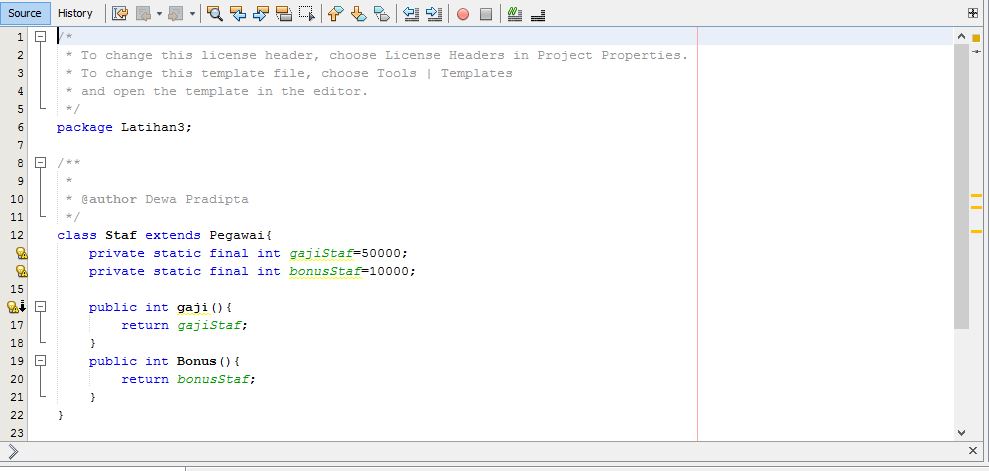 Source History
1 /*
2 * To change this license header, choose License Headers in Project Properties.
3 * To change this template file, choose Tools | Templates
4 * and open the template in the editor.
5 */
6 package Latihan3;
7
8 /**
9 *
10 * @author Dewa Pradipta
11 */
12 class Staf extends Pegawai{
private static final int gajiStaf=50000;
private static final int bonusStaf=10000;
15
public int gaji(){
17 return gajiStaf;
18 }
19 public int Bonus(){
20 return bonusStaf;
21 }
22 }
23